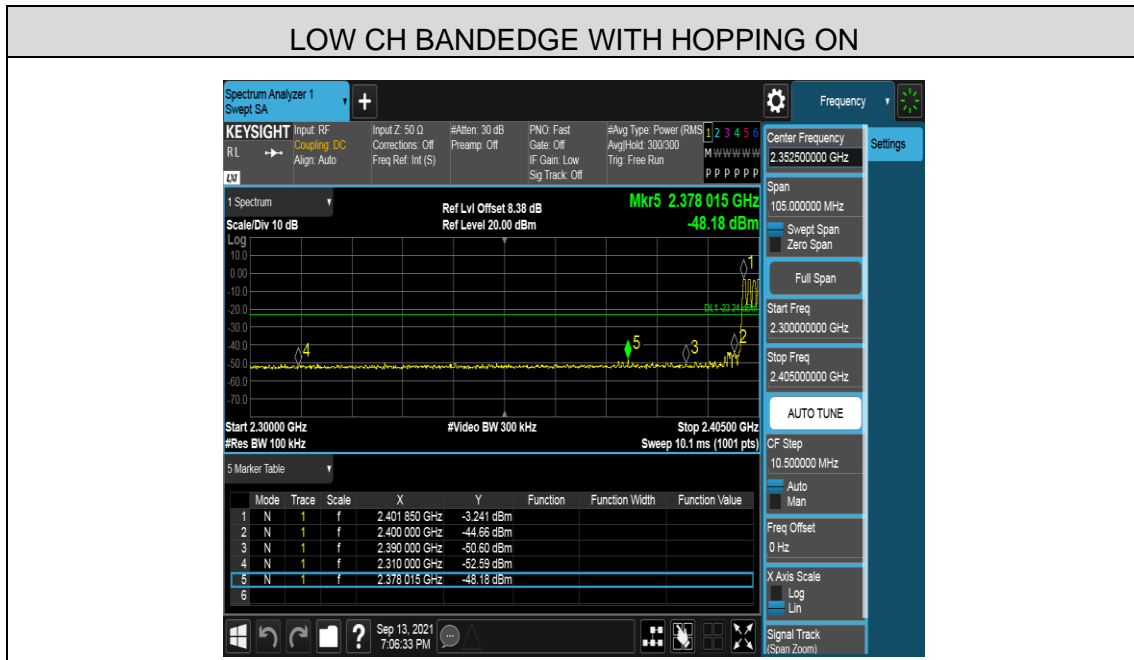 LOW CH BANDEDGE WITH HOPPING ON
Spectrum Analyzer 1
Swept SA
+
Frequency
KEYSIGHT
RL
LXI
Input: RF
Coupling: DC
Align: Auto
Input Z: 50 Ω
Corrections: Off
Freq Ref: Int (S)
#Atten: 30 dB
Preamp: Off
PNO: Fast
Gate: Off
IF Gain: Low
Sig Track: Off
#Avg Type: Power (RMS
Avg|Hold: 300/300
Trig: Free Run
1 2 3 4 5 6
M W W W W W
P P P P P P
1 Spectrum
Scale/Div 10 dB
Ref Lvl Offset 8.38 dB
Ref Level 20.00 dBm
Mkr5 2.378 015 GHz
-48.18 dBm
Log
10.0
0.00
-10.0
-20.0
-30.0
-40.0
-50.0
-60.0
-70.0
1
DL1 -23.24 dBm
2
3
4
5
Start 2.30000 GHz
#Res BW 100 kHz
#Video BW 300 kHz
Stop 2.40500 GHz
Sweep 10.1 ms (1001 pts)
5 Marker Table
Mode Trace Scale X Y Function Function Width Function Value
1 N 1 f 2.401 850 GHz -3.241 dBm
2 N 1 f 2.400 000 GHz -44.66 dBm
3 N 1 f 2.390 000 GHz -50.60 dBm
4 N 1 f 2.310 000 GHz -52.59 dBm
5 N 1 f 2.378 015 GHz -48.18 dBm
6
?
Sep 13, 2021
7:06:33 PM
Center Frequency
2.352500000 GHz
Settings
Span
105.000000 MHz
Swept Span
Zero Span
Full Span
Start Freq
2.300000000 GHz
Stop Freq
2.405000000 GHz
AUTO TUNE
CF Step
10.500000 MHz
Auto
Man
Freq Offset
0 Hz
X Axis Scale
Log
Lin
Signal Track
(Span Zoom)